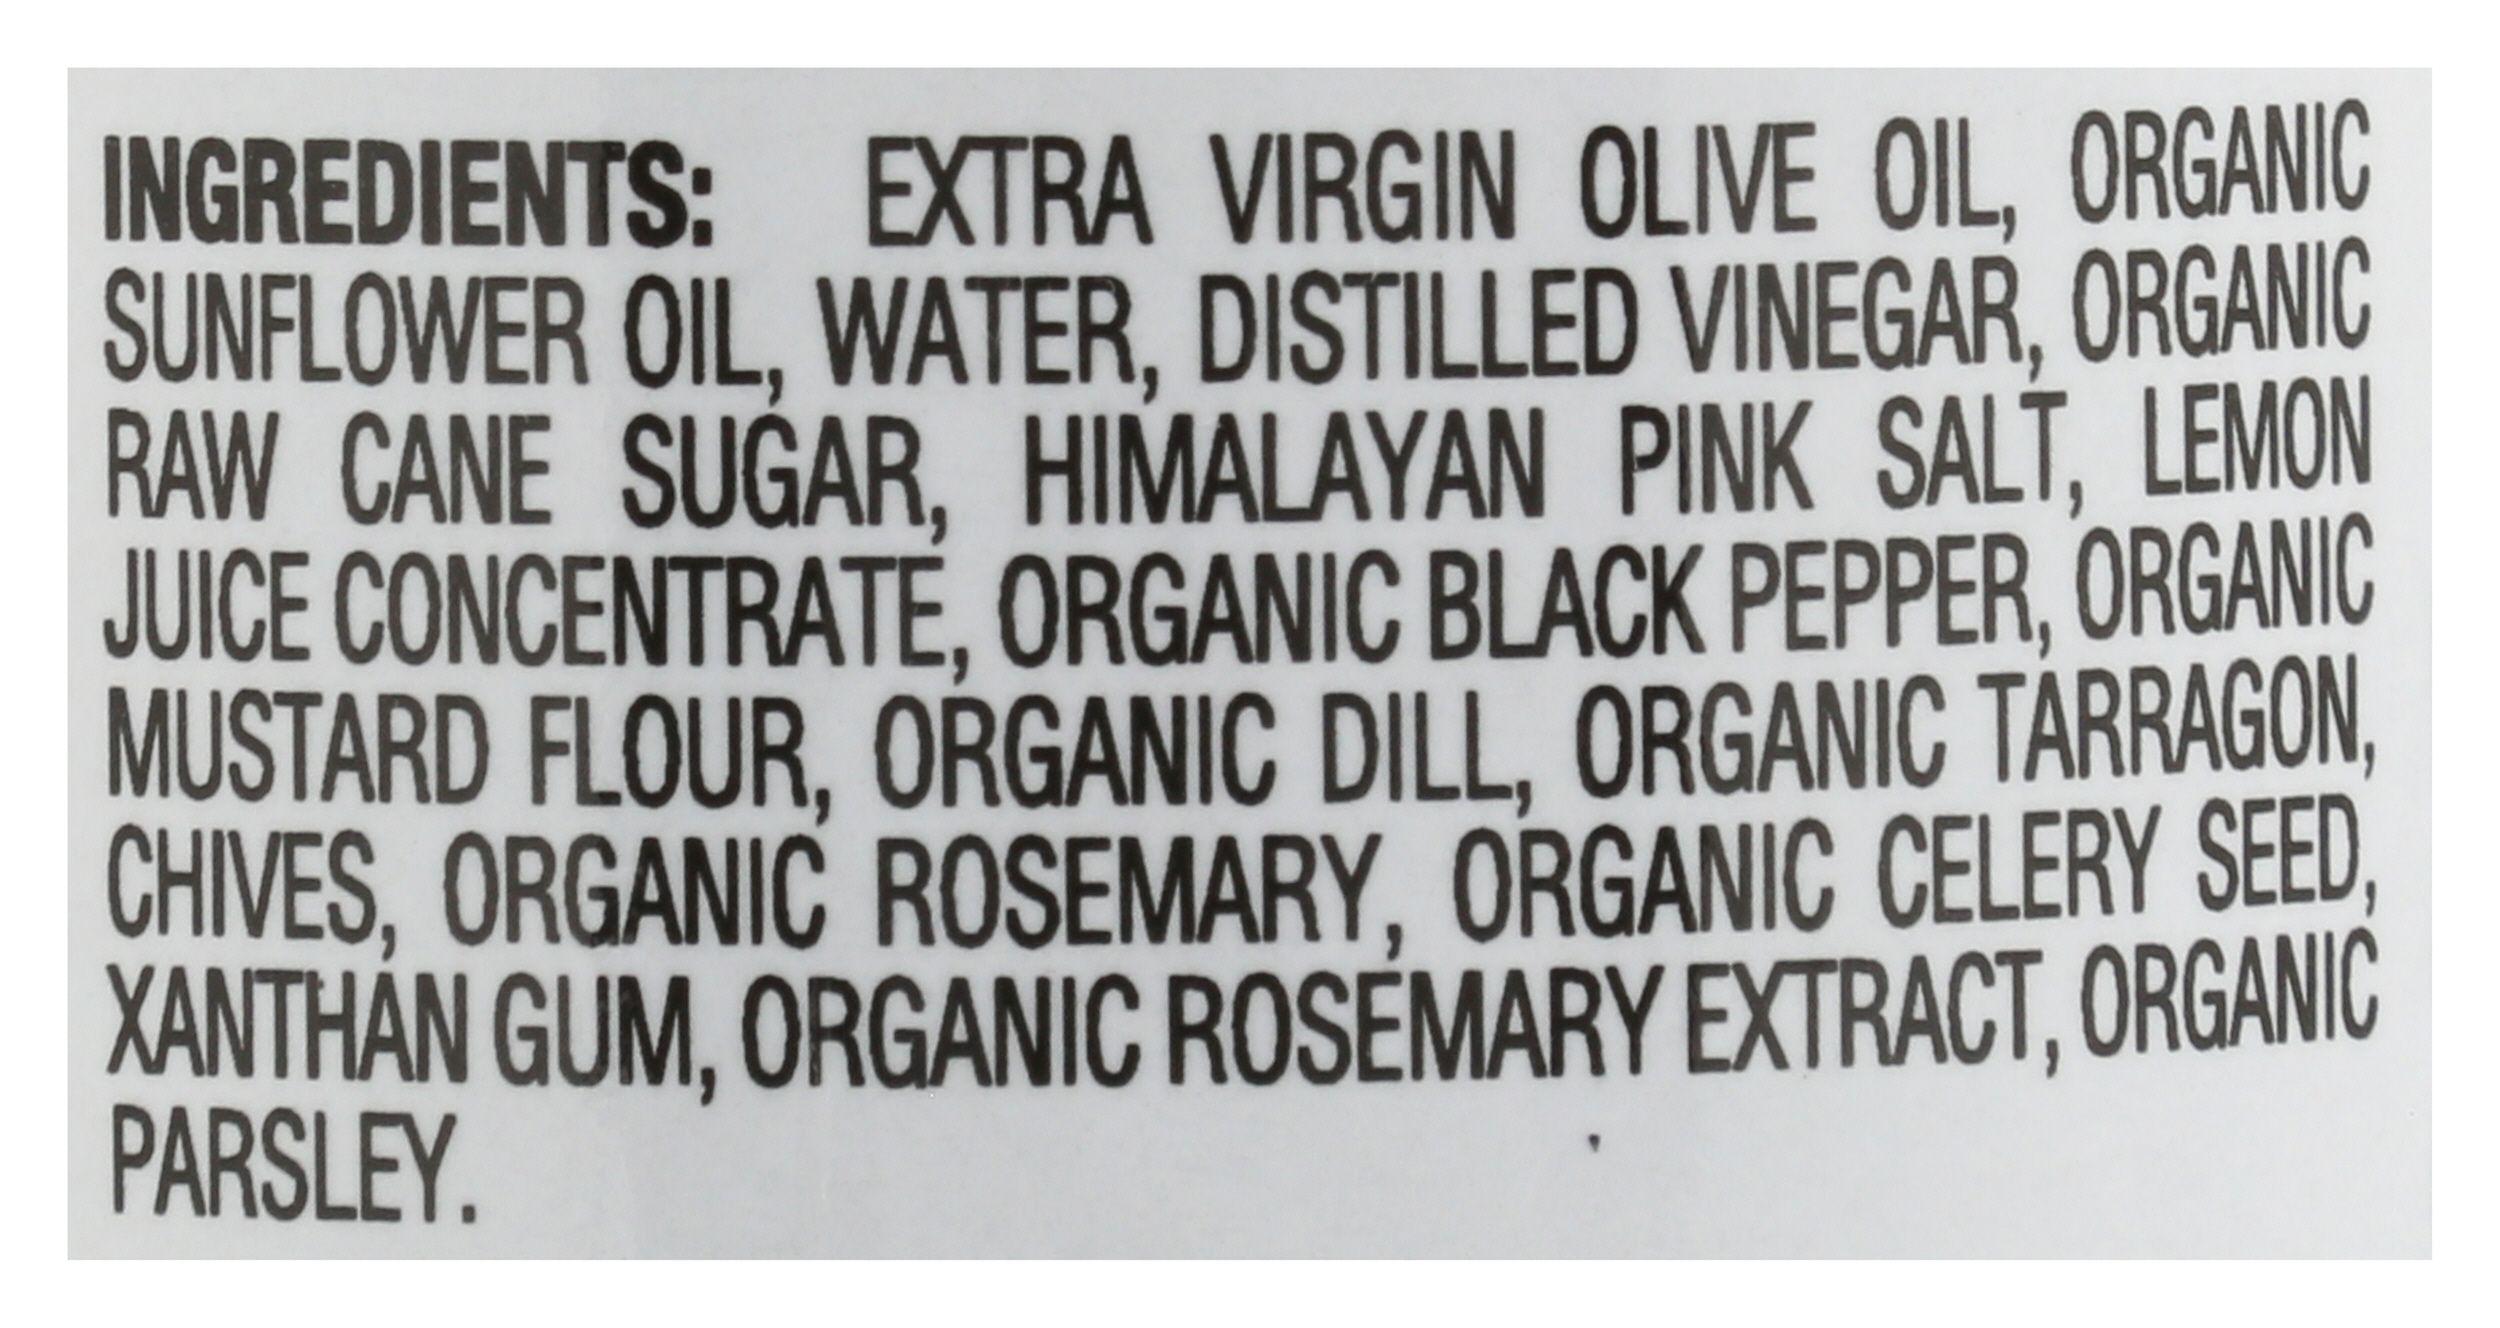 INGREDIENTS: EXTRA VIRGIN OLIVE OIL, ORGANIC
SUNFLOWER OIL, WATER, DISTILLED VINEGAR, ORGANIC
RAW CANE SUGAR, HIMALAYAN PINK SALT, LEMON
JUICE CONCENTRATE, ORGANIC BLACK PEPPER, ORGANIC
MUSTARD FLOUR, ORGANIC DILL, ORGANIC TARRAGON,
CHIVES, ORGANIC ROSEMARY, ORGANIC CELERY SEED,
XANTHAN GUM, ORGANIC ROSEMARY EXTRACT, ORGANIC
PARSLEY.